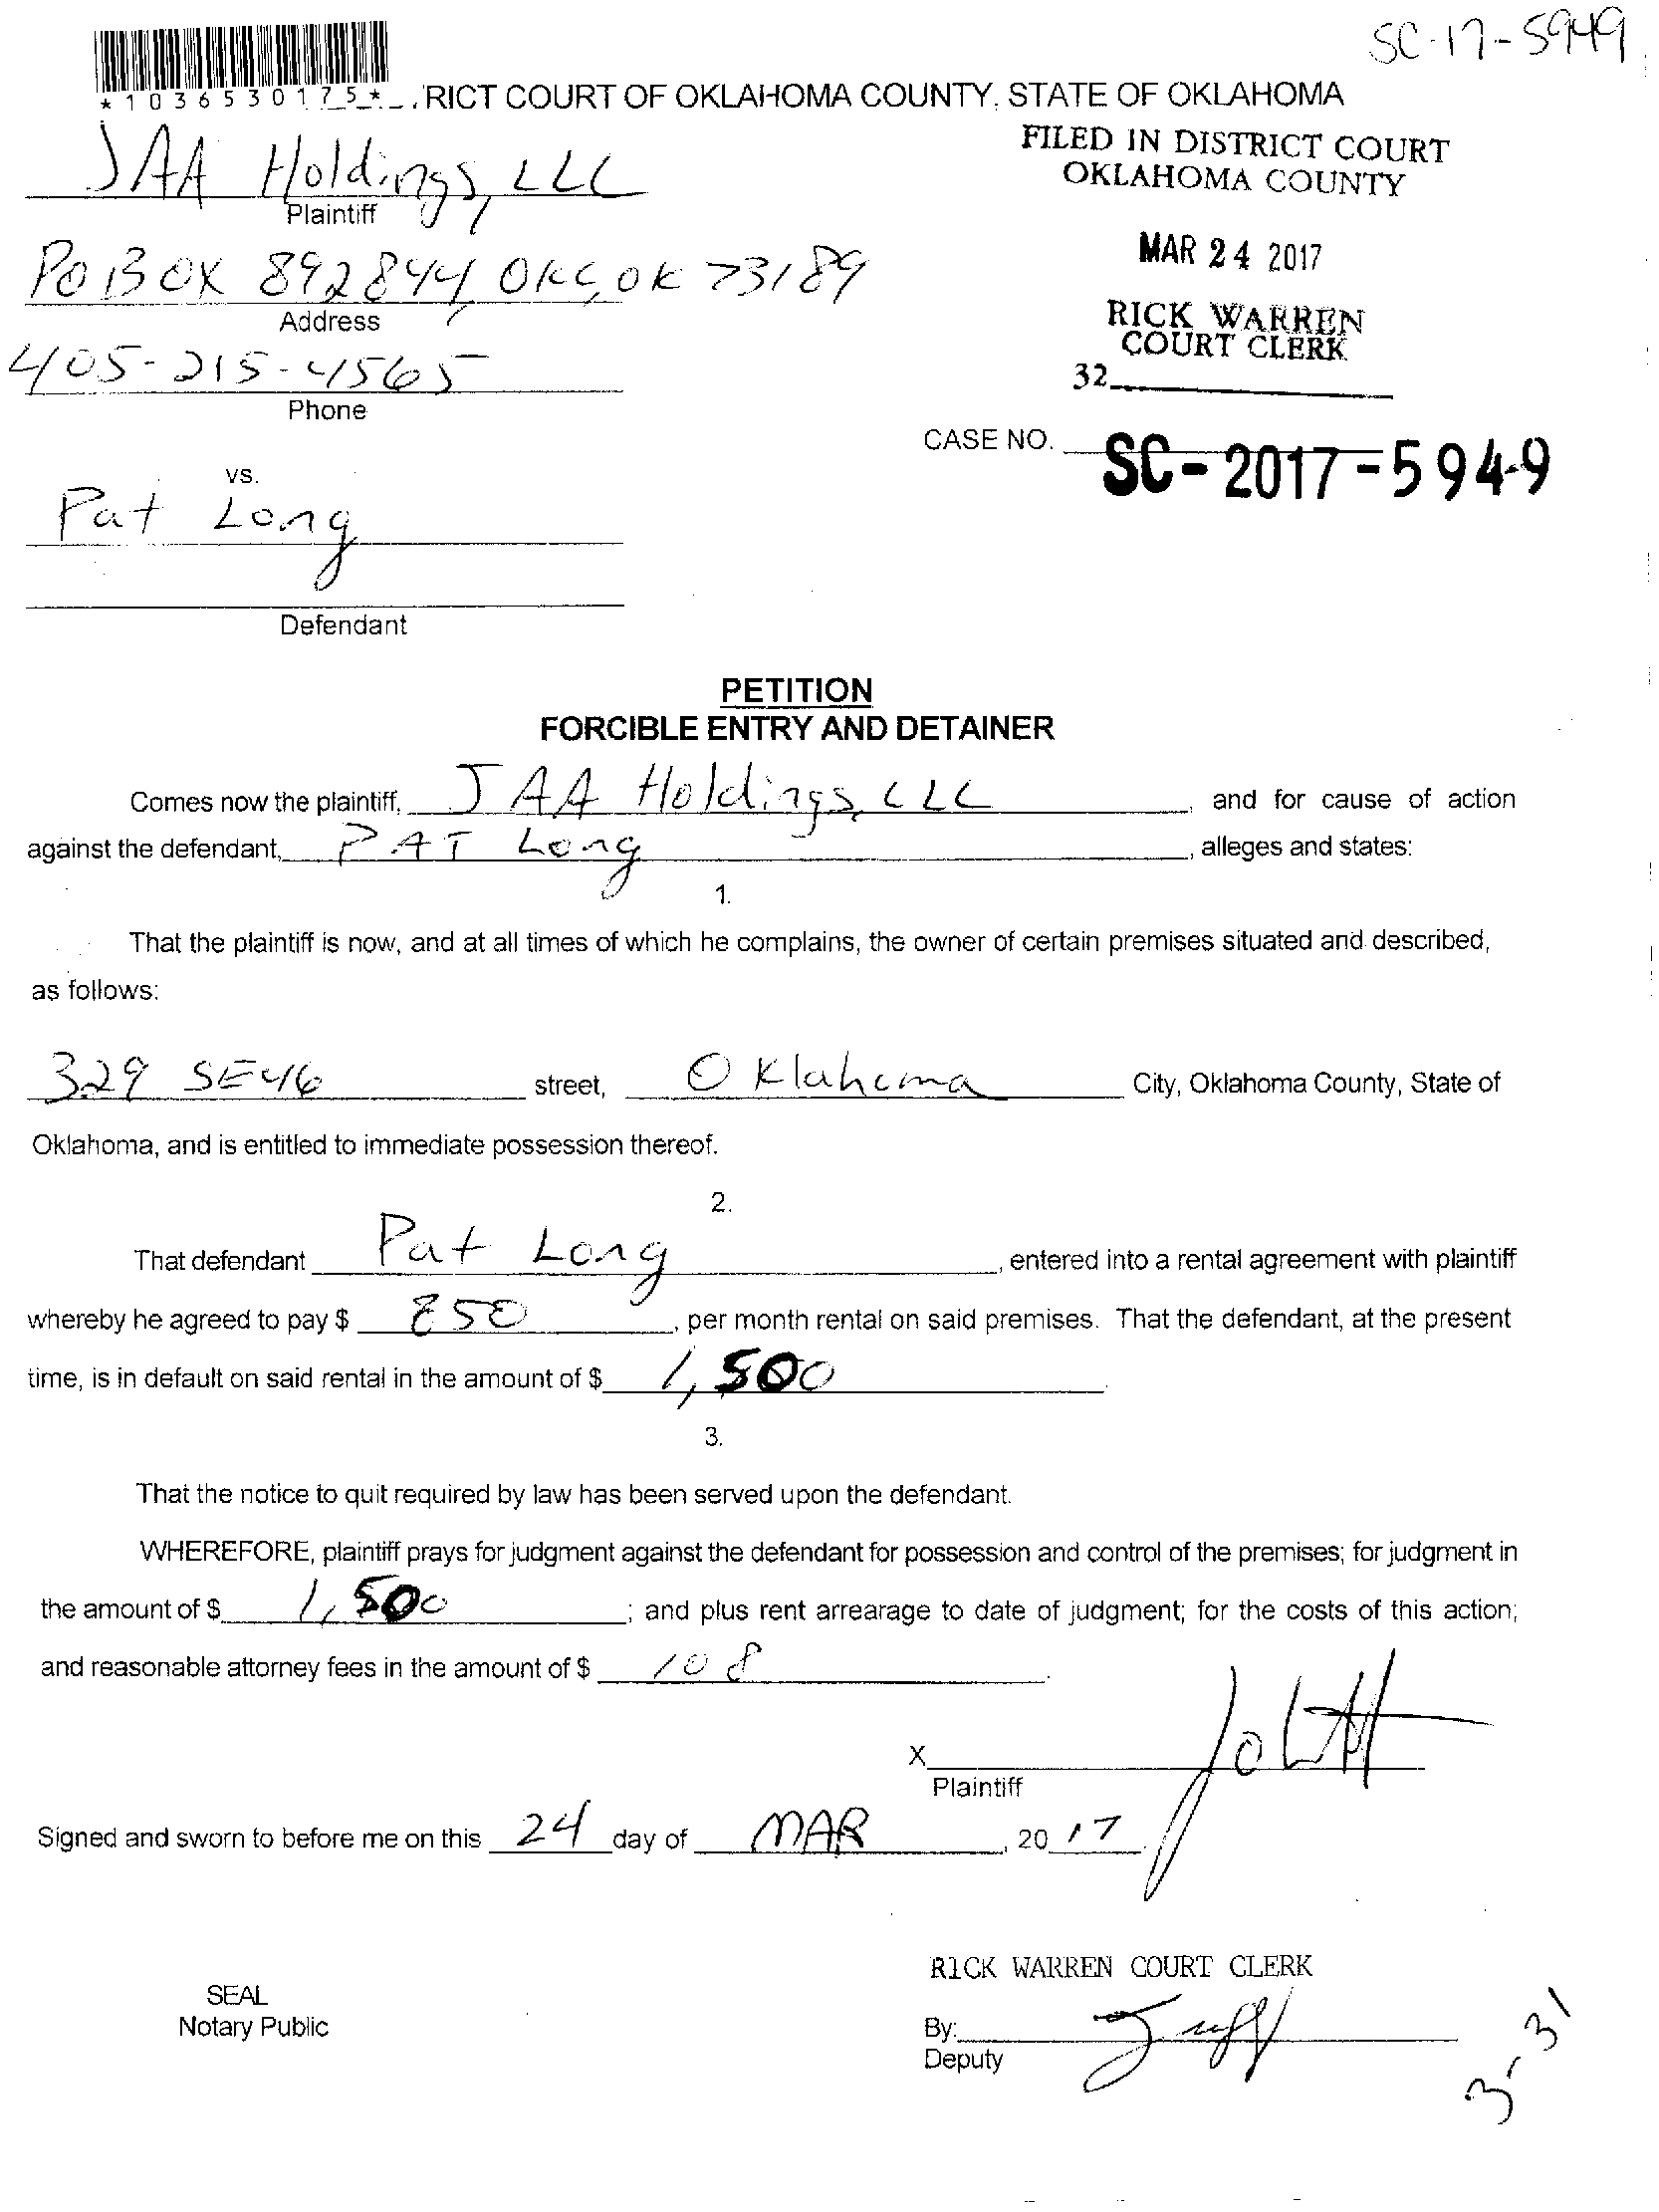 SC-17-5949
*1036530175* RICT COURT OF OKLAHOMA COUNTY, STATE OF OKLAHOMA
JAA Holdings, LLC
Plaintiff
FILED IN DISTRICT COURT
OKLAHOMA COUNTY
PO BOX 892844, OKC, OK 73189
Address
MAR 24 2017
405-215-4565
Phone
RICK WARREN
COURT CLERK
32
CASE NO. SC-2017-5949
vs.
Pat Long
Defendant
PETITION
FORCIBLE ENTRY AND DETAINER
Comes now the plaintiff, JAA Holdings, LLC, and for cause of action
against the defendant, PAT Long, alleges and states:
1.
That the plaintiff is now, and at all times of which he complains, the owner of certain premises situated and described,
as follows:
329 SE 46 street, Oklahoma City, Oklahoma County, State of
Oklahoma, and is entitled to immediate possession thereof.
2.
That defendant Pat Long, entered into a rental agreement with plaintiff
whereby he agreed to pay $ 850, per month rental on said premises. That the defendant, at the present
time, is in default on said rental in the amount of $ 1,500.
3.
That the notice to quit required by law has been served upon the defendant.
WHEREFORE, plaintiff prays for judgment against the defendant for possession and control of the premises; for judgment in
the amount of $ 1,500; and plus rent arrearage to date of judgment; for the costs of this action;
and reasonable attorney fees in the amount of $ 108.
X
Plaintiff
Signed and sworn to before me on this 24 day of MAR, 20 17.
RICK WARREN COURT CLERK
SEAL
Notary Public
By:
Deputy
3-31